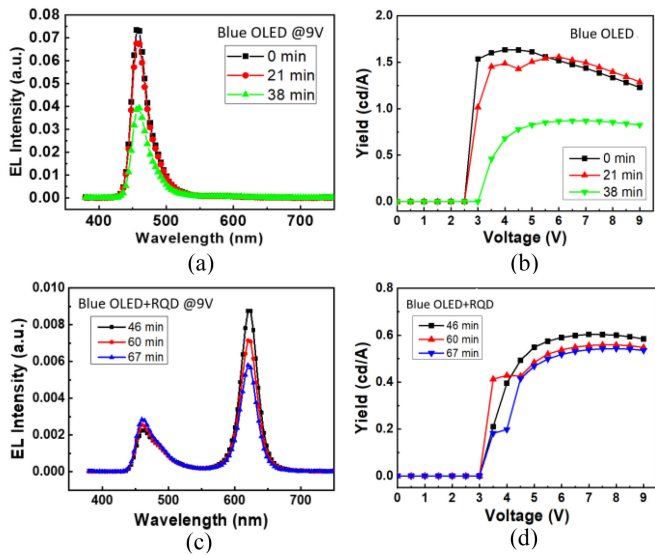 (a)
Blue OLED @9V
0 min
21 min
38 min
EL Intensity (a.u.)
0.08
0.07
0.06
0.05
0.04
0.03
0.02
0.01
0.00
400 500 600 700
Wavelength (nm)
(a)
Blue OLED
Yield (cd/A)
2.0
1.5
1.0
0.5
0.0
0 min
21 min
38 min
0 1 2 3 4 5 6 7 8 9
Voltage (V)
(b)
Blue OLED+RQD @9V
46 min
60 min
67 min
EL Intensity (a.u.)
0.010
0.008
0.006
0.004
0.002
0.000
400 500 600 700
Wavelength (nm)
(c)
Blue OLED+RQD
46 min
60 min
67 min
Yield (cd/A)
0.8
0.6
0.4
0.2
0.0
0 1 2 3 4 5 6 7 8 9
Voltage (V)
(d)